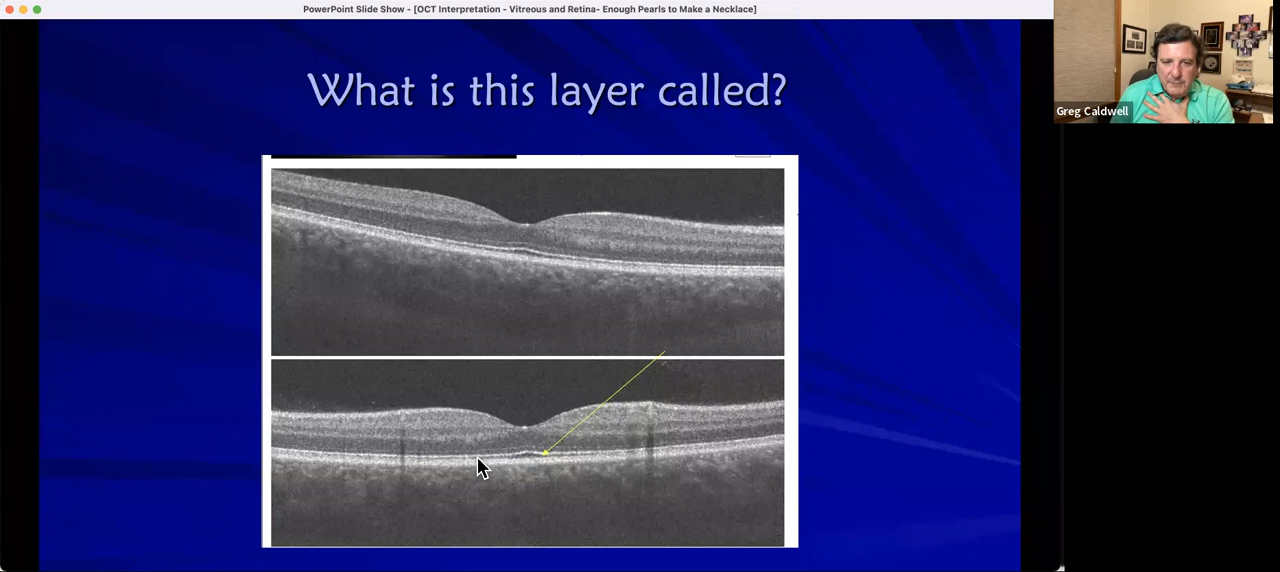 PowerPoint Slide Show - [OCT Interpretation - Vitreous and Retina- Enough Pearls to Make a Necklace]
What is this layer called?
Greg Caldwell